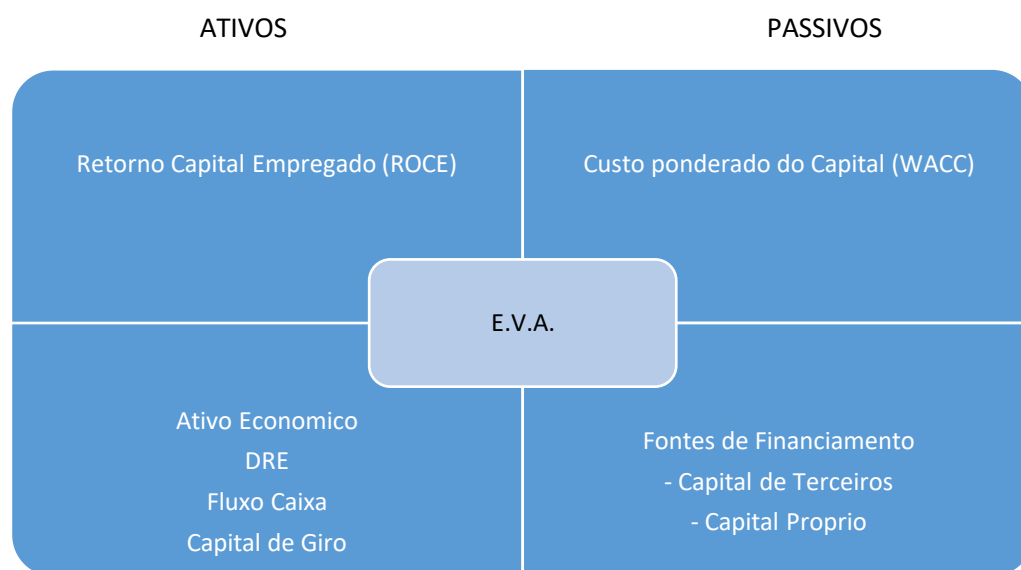 ATIVOS
PASSIVOS
Retorno Capital Empregado (ROCE)
Custo ponderado do Capital (WACC)
E.V.A.
Ativo Economico
DRE
Fluxo Caixa
Capital de Giro
Fontes de Financiamento
- Capital de Terceiros
- Capital Proprio